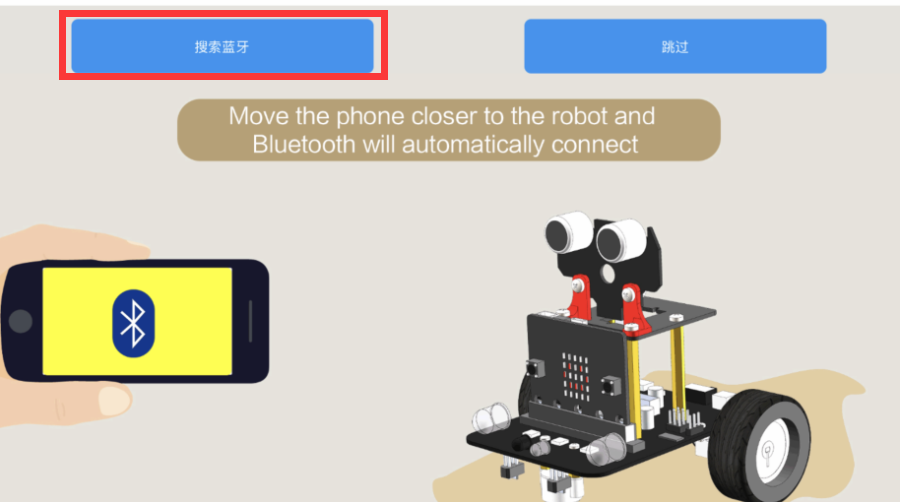 搜索蓝牙
跳过
Move the phone closer to the robot and
Bluetooth will automatically connect